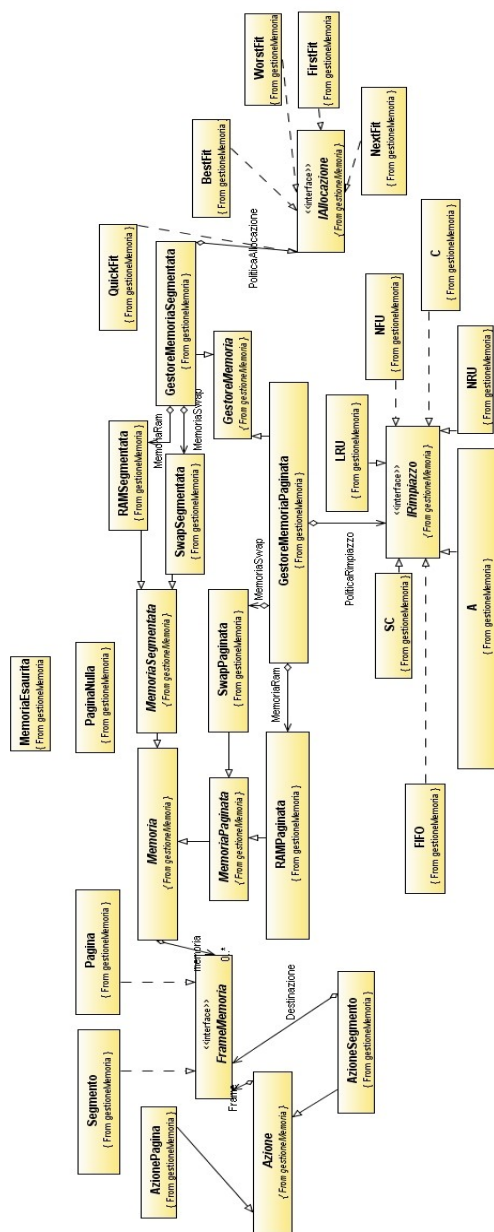 MemoriaEsaurita
{ From gestioneMemoria
Segmento
{ From gestioneMemoria }
Pagina
{ From gestioneMemoria }
PaginaNulla
{ From gestioneMemoria }
QuickFit
{ From gestioneMemoria }
AzionePagina
{ From gestioneMemoria }
Memoria
{ From gestioneMemoria }
MemoriaSegmentata
{ From gestioneMemoria }
RAMSegmentata
{ From gestioneMemoria }
MemoriaRam
GestoreMemoriaSegmentata
{ From gestioneMemoria }
BestFit
{ From gestioneMemoria }
WorstFit
{ From gestioneMemoria }
SwapSegmentata
{ From gestioneMemoria }
MemoriaSwap
memoria
0..*
<<interface>>
FrameMemoria
{ From gestioneMemoria }
MemoriaPaginata
{ From gestioneMemoria }
SwapPaginata
{ From gestioneMemoria }
GestoreMemoria
{ From gestioneMemoria }
PoliticaAllocazione
FirstFit
{ From gestioneMemoria }
<<interface>>
IAllocazione
{ From gestioneMemoria }
Frame
Azione
{ From gestioneMemoria }
Destinazione
RAMPaginata
{ From gestioneMemoria }
MemoriaRam
MemoriaSwap
GestoreMemoriaPaginata
{ From gestioneMemoria }
NextFit
{ From gestioneMemoria }
AzioneSegmento
{ From gestioneMemoria }
PoliticaRimpiazzo
LRU
{ From gestioneMemoria }
NFU
{ From gestioneMemoria }
SC
{ From gestioneMemoria }
<<interface>>
IRimpiazzo
{ From gestioneMemoria }
C
{ From gestioneMemoria }
FIFO
{ From gestioneMemoria }
A
{ From gestioneMemoria }
NRU
{ From gestioneMemoria }